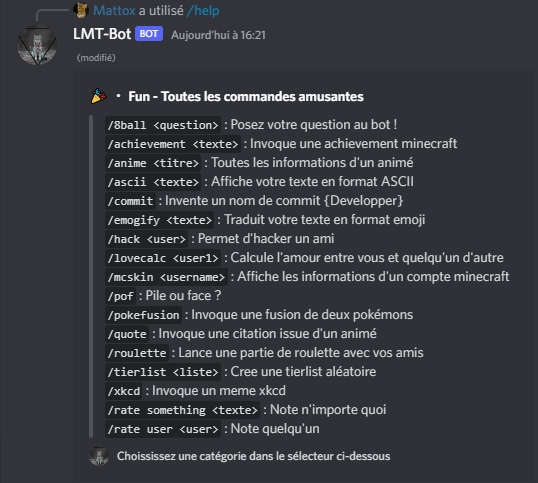 Mattox a utilisé /help
LMT-Bot BOT Aujourd'hui à 16:21
(modifié)
🎉 • Fun - Toutes les commandes amusantes
/8ball <question> : Posez votre question au bot !
/achievement <texte> : Invoque une achievement minecraft
/anime <titre> : Toutes les informations d'un animé
/ascii <texte> : Affiche votre texte en format ASCII
/commit : Invente un nom de commit {Developper}
/emogify <texte> : Traduit votre texte en format emoji
/hack <user> : Permet d'hacker un ami
/lovecalc <user1> : Calcule l'amour entre vous et quelqu'un d'autre
/mcskin <username> : Affiche les informations d'un compte minecraft
/pof : Pile ou face ?
/pokefusion : Invoque une fusion de deux pokémons
/quote : Invoque une citation issue d'un animé
/roulette : Lance une partie de roulette avec vos amis
/tierlist <liste> : Cree une tierlist aléatoire
/xkcd : Invoque un meme xkcd
/rate something <texte> : Note n'importe quoi
/rate user <user> : Note quelqu'un
Choississez une catégorie dans le sélecteur ci-dessous